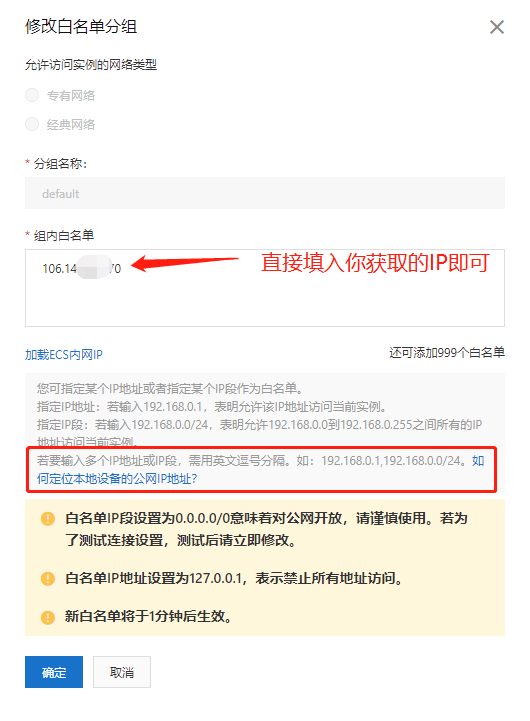 修改白名单分组
允许访问实例的网络类型
专有网络
经典网络
* 分组名称：
default
* 组内白名单
106.14 70
直接填入你获取的IP即可
加载ECS内网IP
还可添加999个白名单
您可指定某个IP地址或者指定某个IP段作为白名单。
指定IP地址：若输入192.168.0.1，表明允许该IP地址访问当前实例。
指定IP段：若输入192.168.0.0/24，表明允许192.168.0.0到192.168.0.255之间所有的IP
地址访问当前实例。
若要输入多个IP地址或IP段，需用英文逗号分隔。如：192.168.0.1,192.168.0.0/24。如
何定位本地设备的公网IP地址？
白名单IP段设置为0.0.0.0/0意味着对公网开放，请谨慎使用。若为
了测试连接设置，测试后请立即修改。
白名单IP地址设置为127.0.0.1，表示禁止所有地址访问。
新白名单将于1分钟后生效。
确定
取消